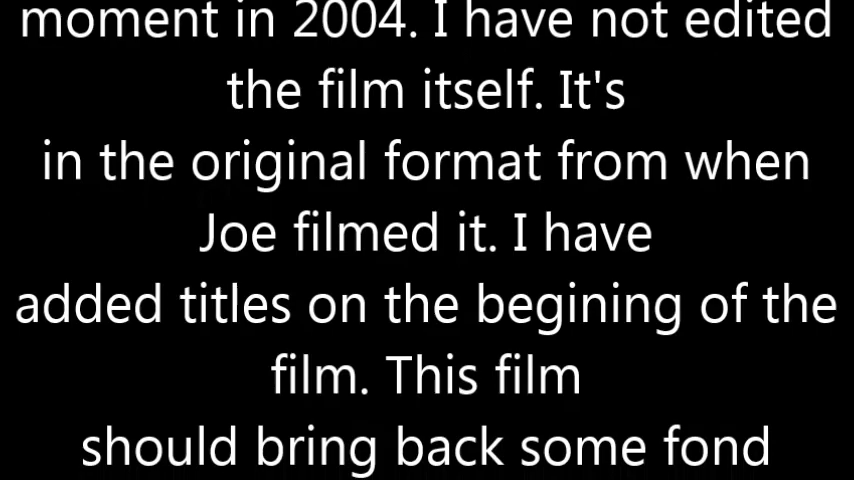 moment in 2004. I have not edited
the film itself. It's
in the original format from when
Joe filmed it. I have
added titles on the begining of the
film. This film
should bring back some fond